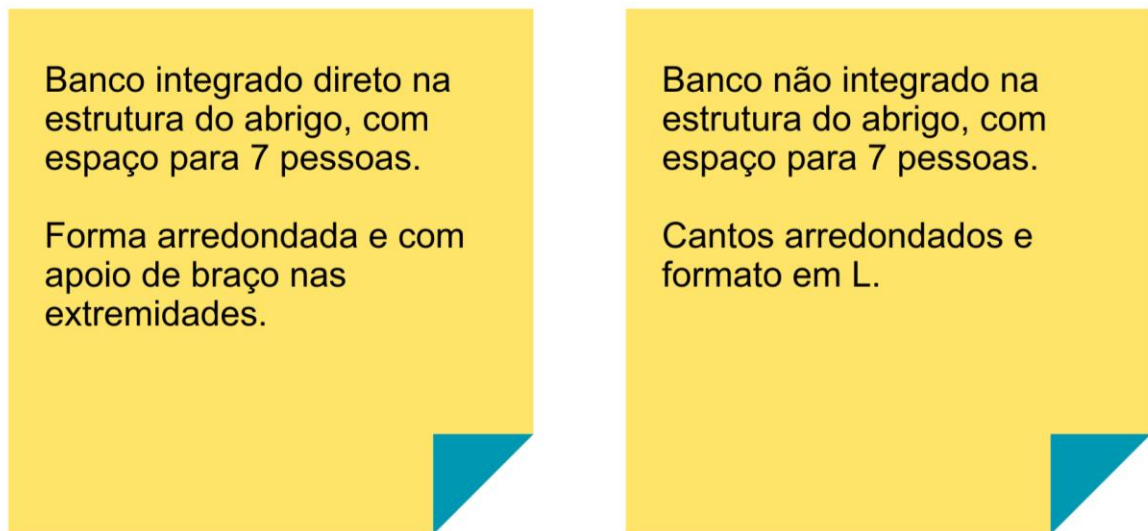 Banco integrado direto na
estrutura do abrigo, com
espaço para 7 pessoas.
Forma arredondada e com
apoio de braço nas
extremidades.
Banco não integrado na
estrutura do abrigo, com
espaço para 7 pessoas.
Cantos arredondados e
formato em L.